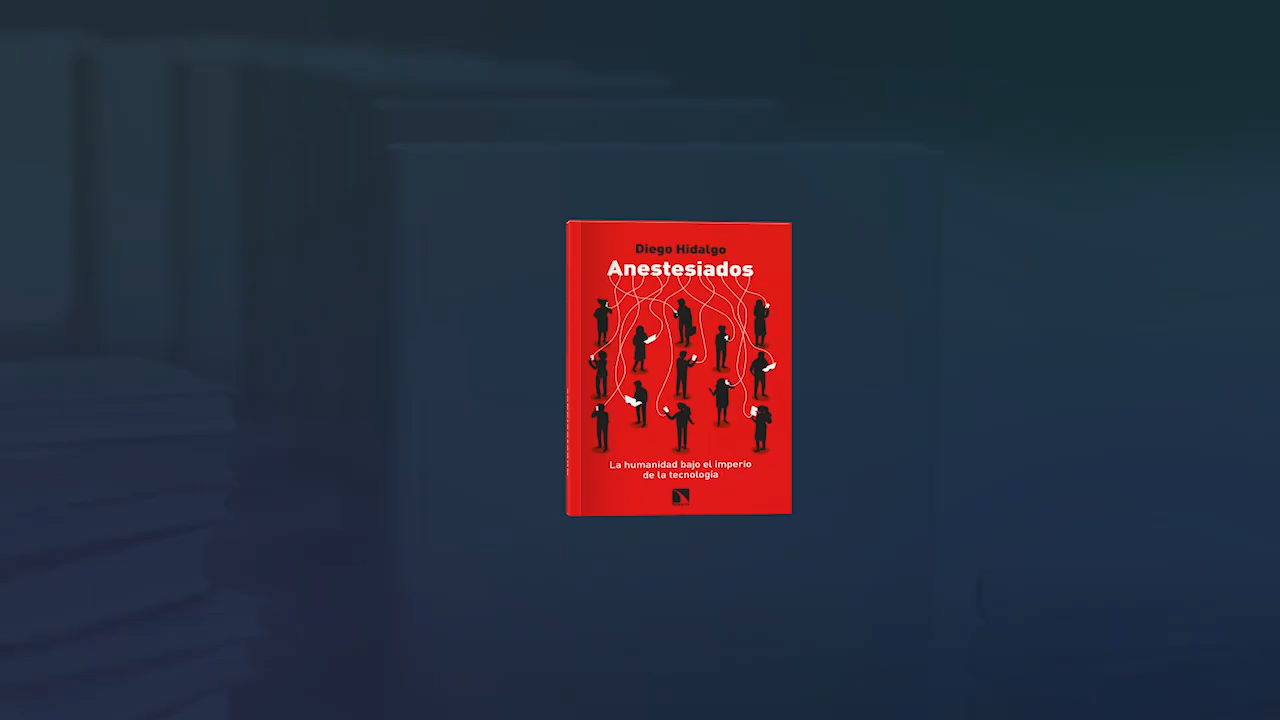 Diego Hidalgo
Anestesiados
La humanidad bajo el imperio
de la tecnología